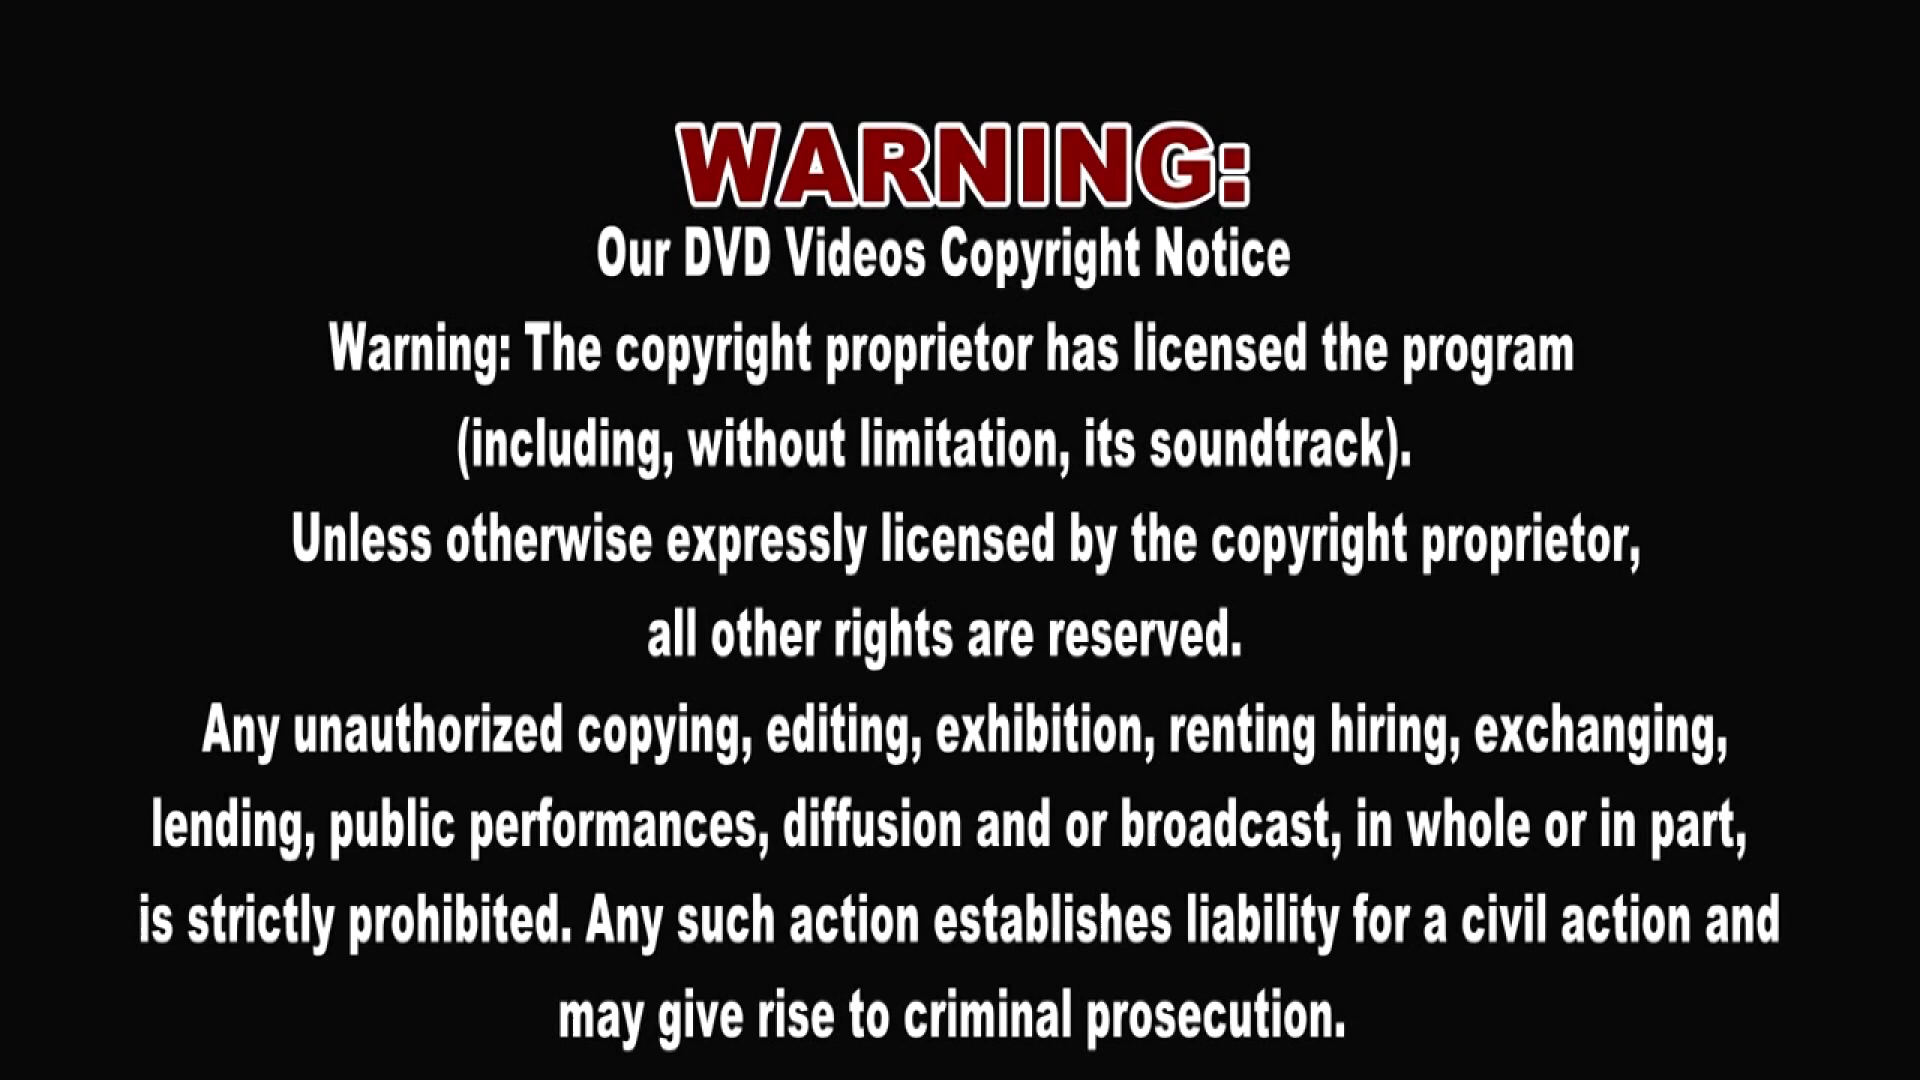 WARNING:
Our DVD Videos Copyright Notice
Warning: The copyright proprietor has licensed the program
(including, without limitation, its soundtrack).
Unless otherwise expressly licensed by the copyright proprietor,
all other rights are reserved.
Any unauthorized copying, editing, exhibition, renting hiring, exchanging,
lending, public performances, diffusion and or broadcast, in whole or in part,
is strictly prohibited. Any such action establishes liability for a civil action and
may give rise to criminal prosecution.